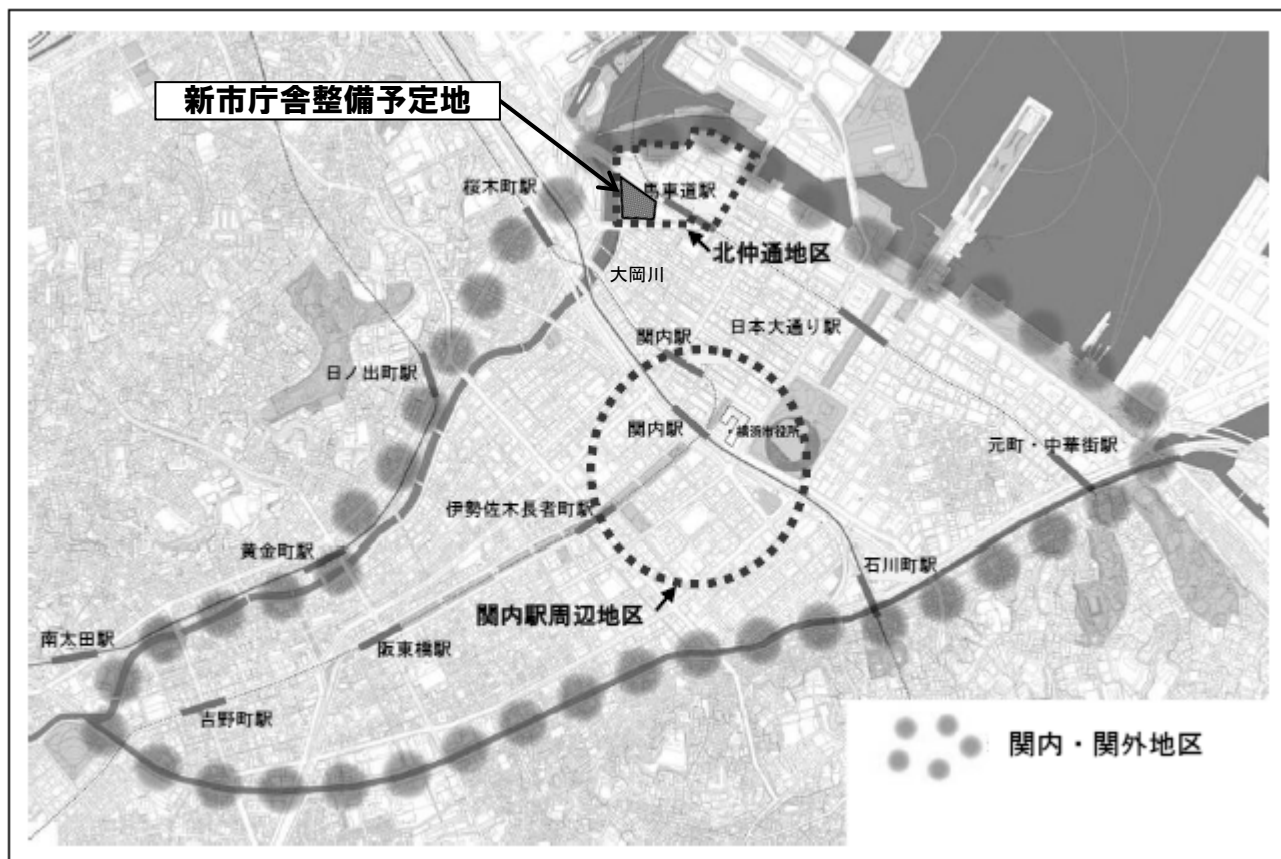 新市庁舎整備予定地
桜木町駅
馬車道駅
北仲通地区
大岡川
日本大通り駅
関内駅
日ノ出町駅
関内駅
横浜市役所
元町・中華街駅
伊勢佐木長者町駅
黄金町駅
石川町駅
関内駅周辺地区
南太田駅
阪東橋駅
吉野町駅
関内・関外地区